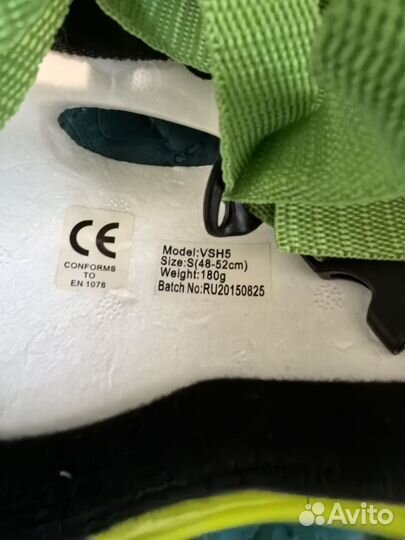 CE
CONFORMS
TO
EN 1078
Model:VSH5
Size:S(48-52cm)
Weight:180g
Batch No:RU20150825
Avito